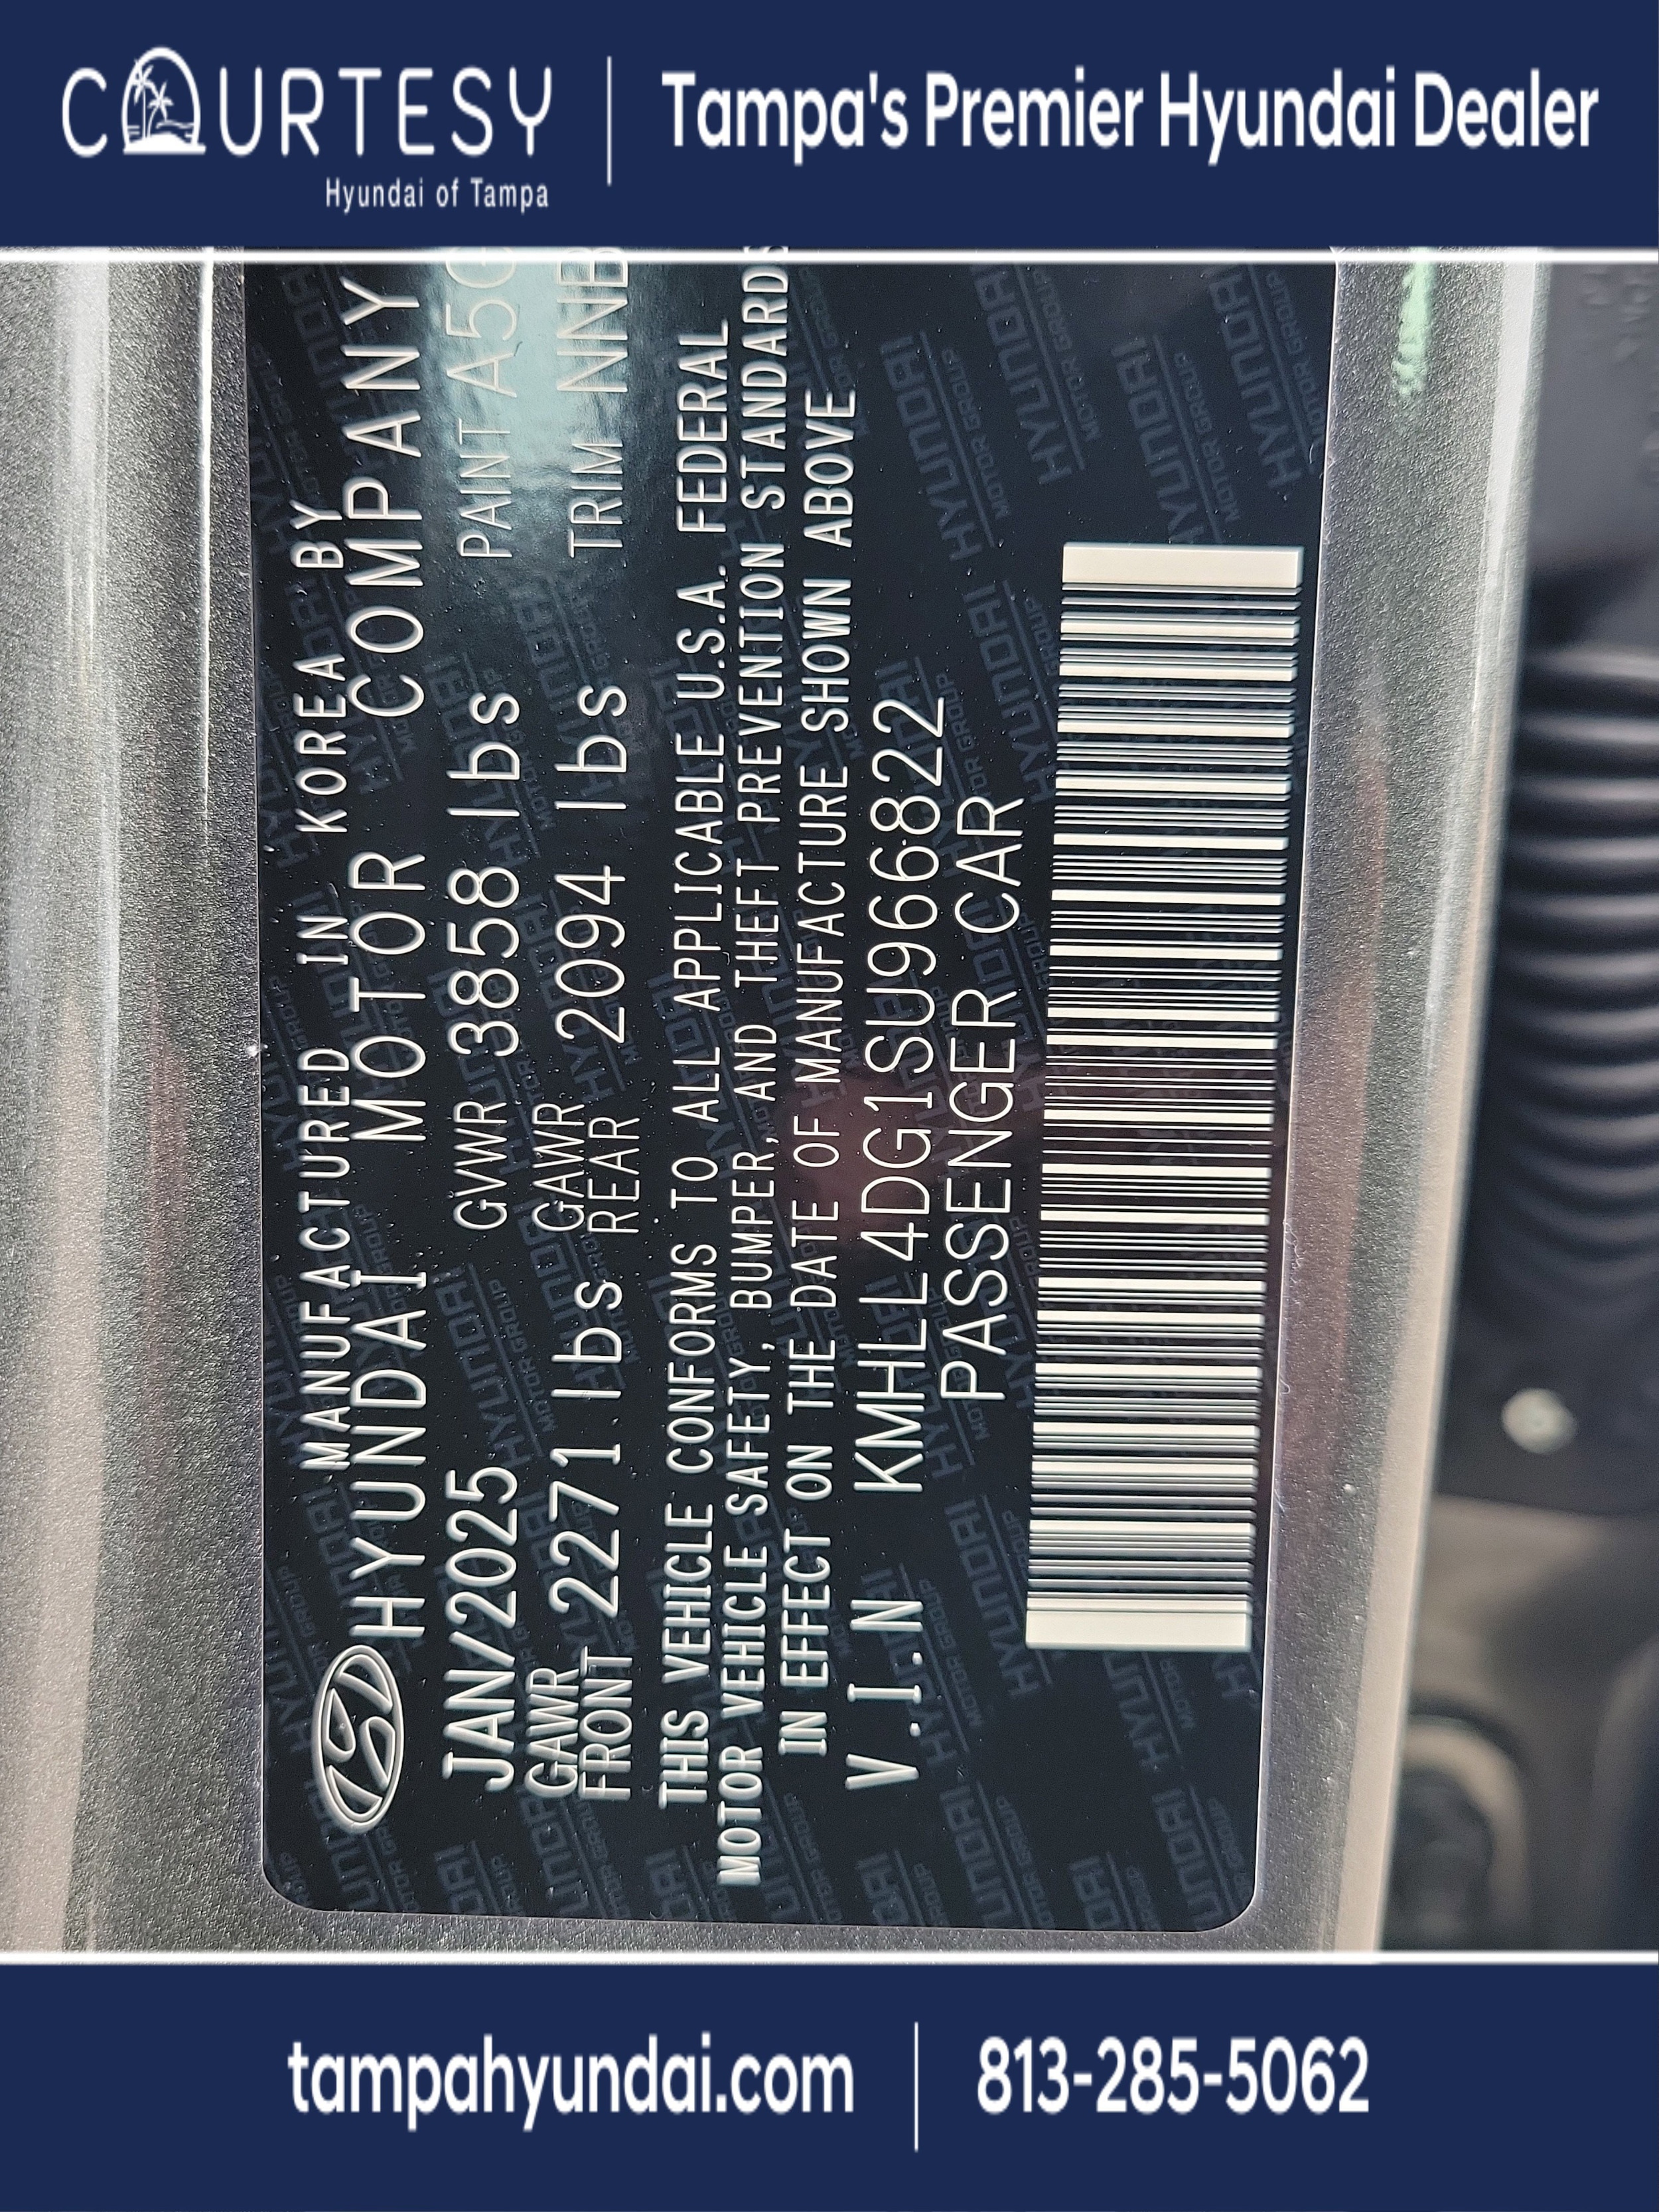 COURTESY
Hyundai of Tampa
Tampa's Premier Hyundai Dealer
MANUFACTURED IN KOREA BY
HYUNDAI MOTOR COMPANY
JAN/2025 GVWR 3858 lbs PAINT A5G
GAWR FRONT 2271 lbs GAWR REAR 2094 lbs TRIM NNB
THIS VEHICLE CONFORMS TO ALL APPLICABLE U.S.A. FEDERAL
MOTOR VEHICLE SAFETY, BUMPER, AND THEFT PREVENTION STANDARDS
IN EFFECT ON THE DATE OF MANUFACTURE SHOWN ABOVE
V.I.N KMHLL4DG1SU966822
PASSENGER CAR
tampahyundai.com
813-285-5062